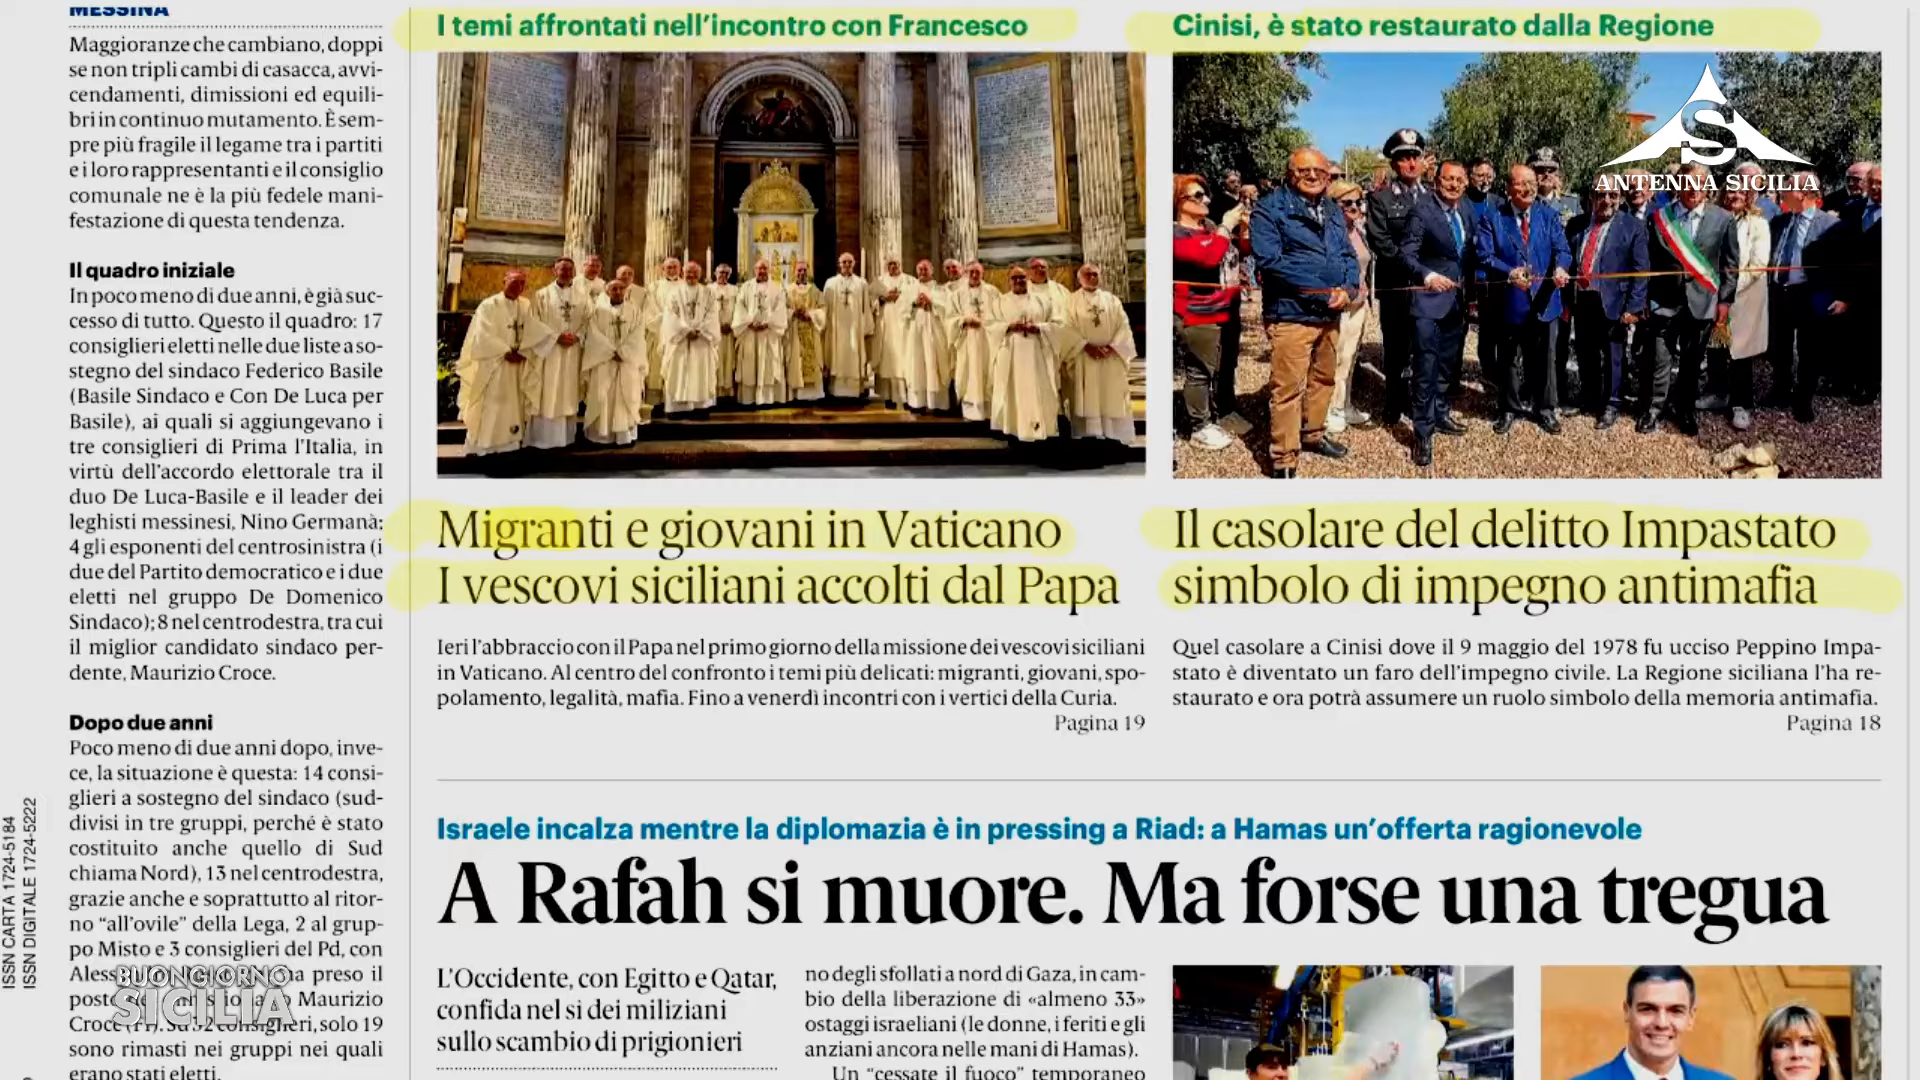 MESSINA
Maggioranze che cambiano, doppi
se non tripli cambi di casacca, avvi-
cendamenti, dimissioni ed equili-
bri in continuo mutamento. È sem-
pre più fragile il legame tra i partiti
e i loro rappresentanti e il consiglio
comunale ne è la più fedele mani-
festazione di questa tendenza.
Il quadro iniziale
In poco meno di due anni, è già suc-
cesso di tutto. Questo il quadro: 17
consiglieri eletti nelle due liste a so-
stegno del sindaco Federico Basile
(Basile Sindaco e Con De Luca per
Basile), ai quali si aggiungevano i
tre consiglieri di Prima l'Italia, in
virtù dell'accordo elettorale tra il
duo De Luca-Basile e il leader dei
leghisti messinesi, Nino Germanà;
4 gli esponenti del centrosinistra (i
due del Partito democratico e i due
eletti nel gruppo De Domenico
Sindaco); 8 nel centrodestra, tra cui
il miglior candidato sindaco per-
dente, Maurizio Croce.
Dopo due anni
Poco meno di due anni dopo, inve-
ce, la situazione è questa: 14 consi-
glieri a sostegno del sindaco (sud-
divisi in tre gruppi, perché è stato
costituito anche quello di Sud
chiama Nord), 13 nel centrodestra,
grazie anche e soprattutto al ritor-
no "all'ovile" della Lega, 2 al grup-
po Misto e 3 consiglieri del Pd, con
preso il
Maurizio
Croce solo 19
sono rimasti nei gruppi nei quali
erano stati eletti.
ISSN CARTA 1724-5184
ISSN DIGITALE 1724-5222
BUONGIORNO
SICILIA
I temi affrontati nell'incontro con Francesco
Migranti e giovani in Vaticano
I vescovi siciliani accolti dal Papa
Ieri l'abbraccio con il Papa nel primo giorno della missione dei vescovi siciliani
in Vaticano. Al centro del confronto i temi più delicati: migranti, giovani, spo-
polamento, legalità, mafia. Fino a venerdì incontri con i vertici della Curia.
Pagina 19
Cinisi, è stato restaurato dalla Regione
S
ANTENNA SICILIA
Il casolare del delitto Impastato
simbolo di impegno antimafia
Quel casolare a Cinisi dove il 9 maggio del 1978 fu ucciso Peppino Impa-
stato è diventato un faro dell'impegno civile. La Regione siciliana l'ha re-
staurato e ora potrà assumere un ruolo simbolo della memoria antimafia.
Pagina 18
Israele incalza mentre la diplomazia è in pressing a Riad: a Hamas un'offerta ragionevole
A Rafah si muore. Ma forse una tregua
L'Occidente, con Egitto e Qatar,
confida nel sì dei miliziani
sullo scambio di prigionieri
no degli sfollati a nord di Gaza, in cam-
bio della liberazione di «almeno 33»
ostaggi israeliani (le donne, i feriti e gli
anziani ancora nelle mani di Hamas).
Un "cessate il fuoco" temporaneo